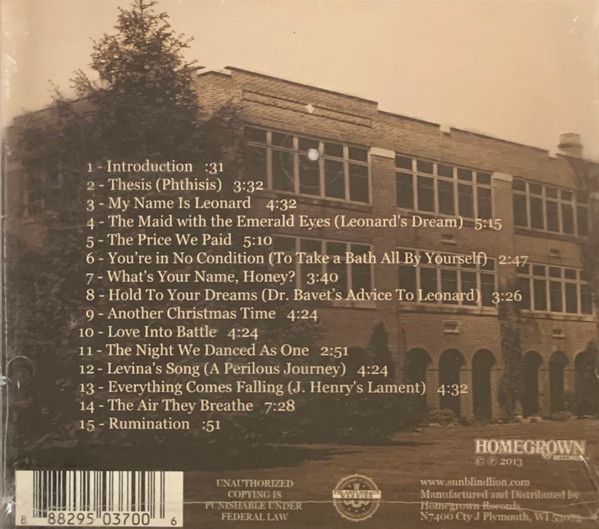 1 - Introduction :31
2 - Thesis (Phthisis) 3:32
3 - My Name Is Leonard 4:32
4 - The Maid with the Emerald Eyes (Leonard's Dream) 5:15
5 - The Price We Paid 5:10
6 - You're in No Condition (To Take a Bath All By Yourself) 2:47
7 - What's Your Name, Honey? 3:40
8 - Hold To Your Dreams (Dr. Bavet's Advice To Leonard) 3:26
9 - Another Christmas Time 4:24
10 - Love Into Battle 4:24
11 - The Night We Danced As One 2:51
12 - Levina's Song (A Perilous Journey) 4:24
13 - Everything Comes Falling (J. Henry's Lament) 4:32
14 - The Air They Breathe 7:28
15 - Rumination :51
HOMEGROWN
RECORDS
© ℗ 2013
8 88295 03700 6
UNAUTHORIZED
COPYING IS
PUNISHABLE UNDER
FEDERAL LAW
www.sunblindlion.com
Manufactured and Distributed by
Homegrown Records
N7400 Cty J Plymouth, WI 53073